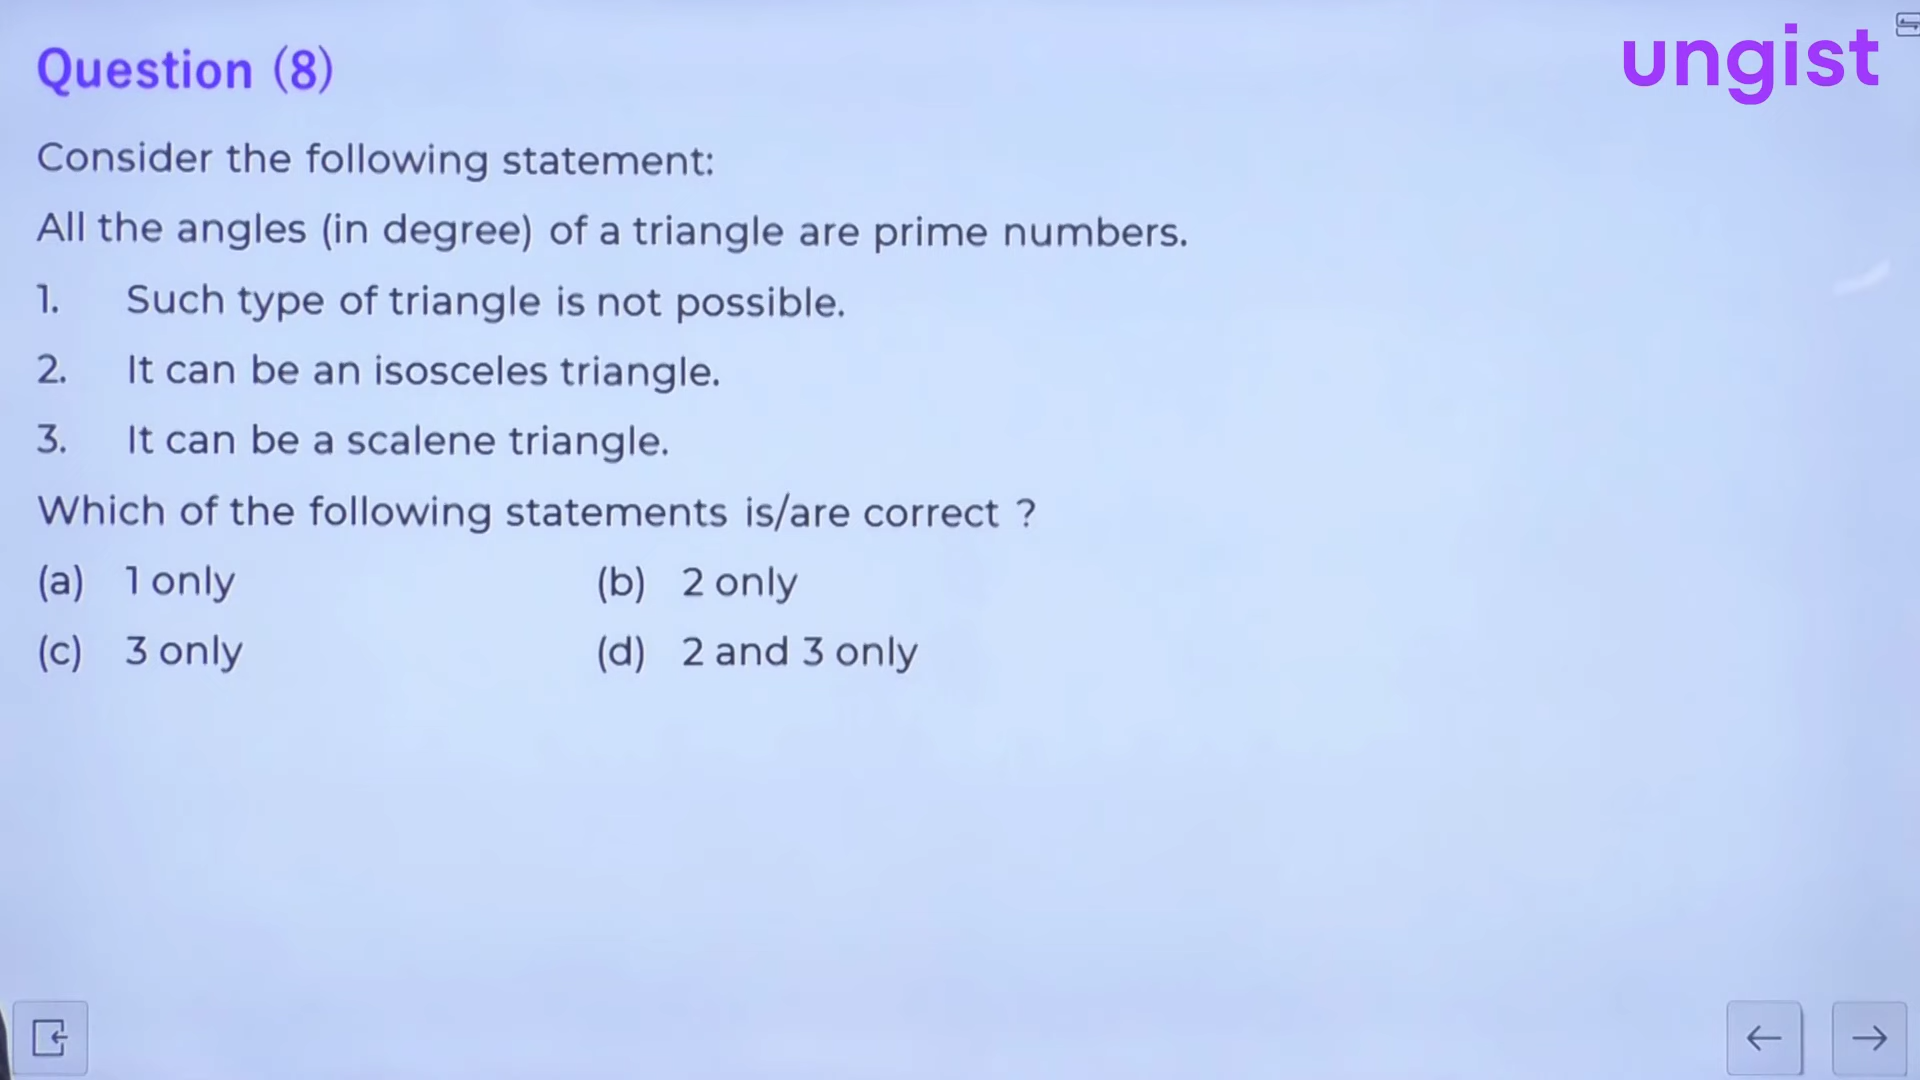 Question (8)
ungist
Consider the following statement:
All the angles (in degree) of a triangle are prime numbers.
1. Such type of triangle is not possible.
2. It can be an isosceles triangle.
3. It can be a scalene triangle.
Which of the following statements is/are correct ?
(a) 1 only (b) 2 only
(c) 3 only (d) 2 and 3 only